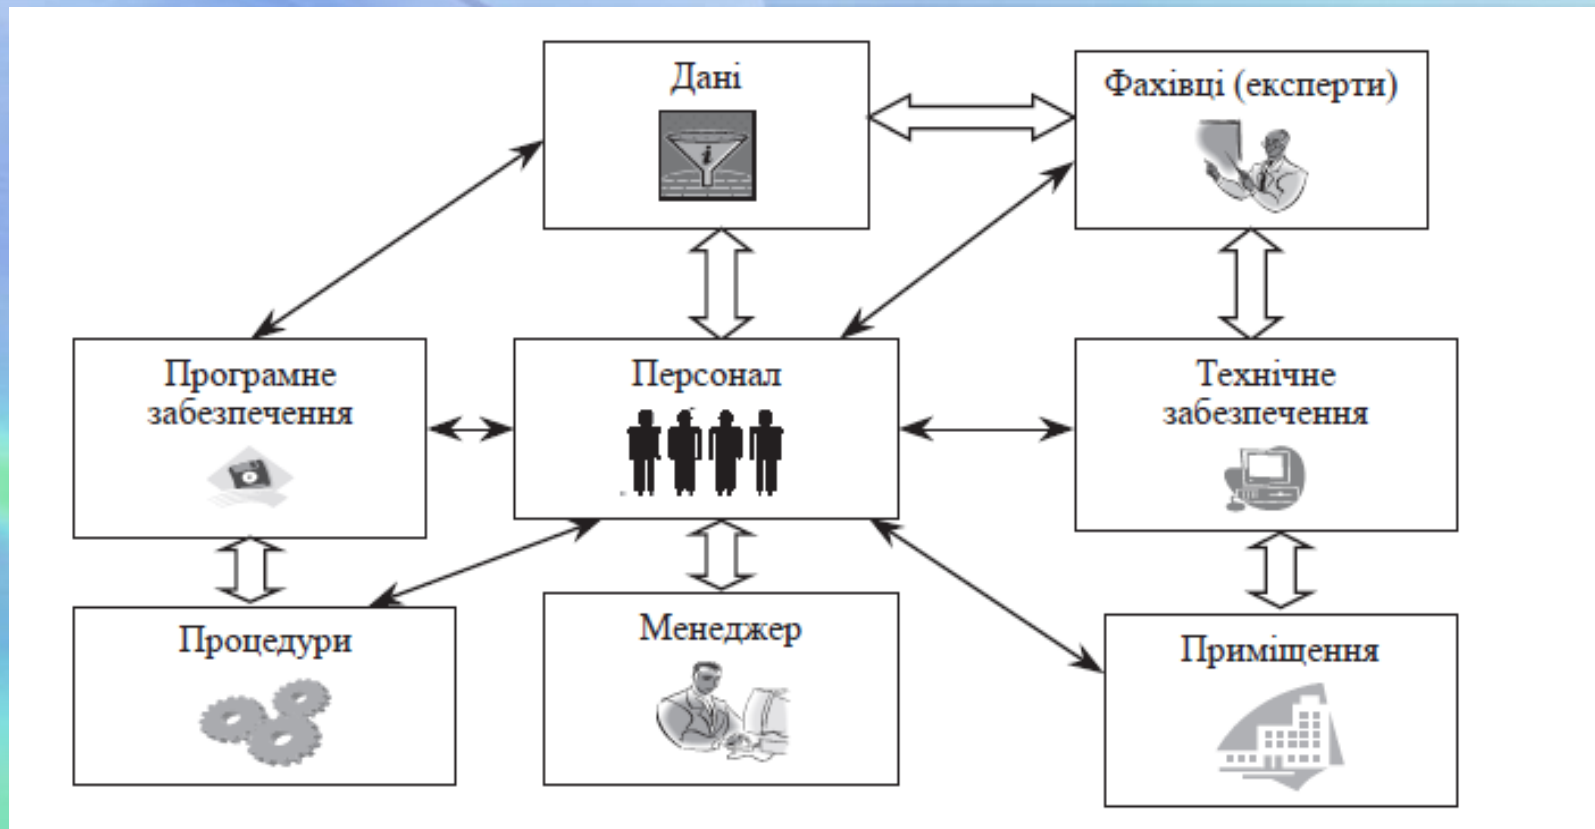 Дані
Фахівці (експерти)
Програмне
забезпечення
Персонал
Технічне
забезпечення
Процедури
Менеджер
Приміщення